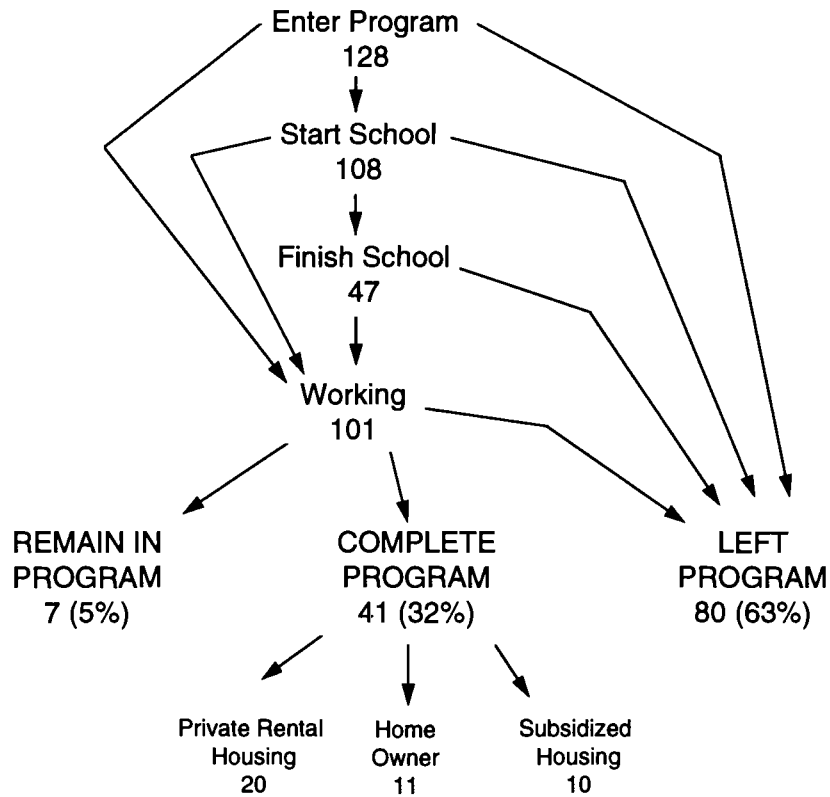 Enter Program
128
Start School
108
Finish School
47
Working
101
REMAIN IN
PROGRAM
7 (5%)
COMPLETE
PROGRAM
41 (32%)
LEFT
PROGRAM
80 (63%)
Private Rental
Housing
20
Home
Owner
11
Subsidized
Housing
10